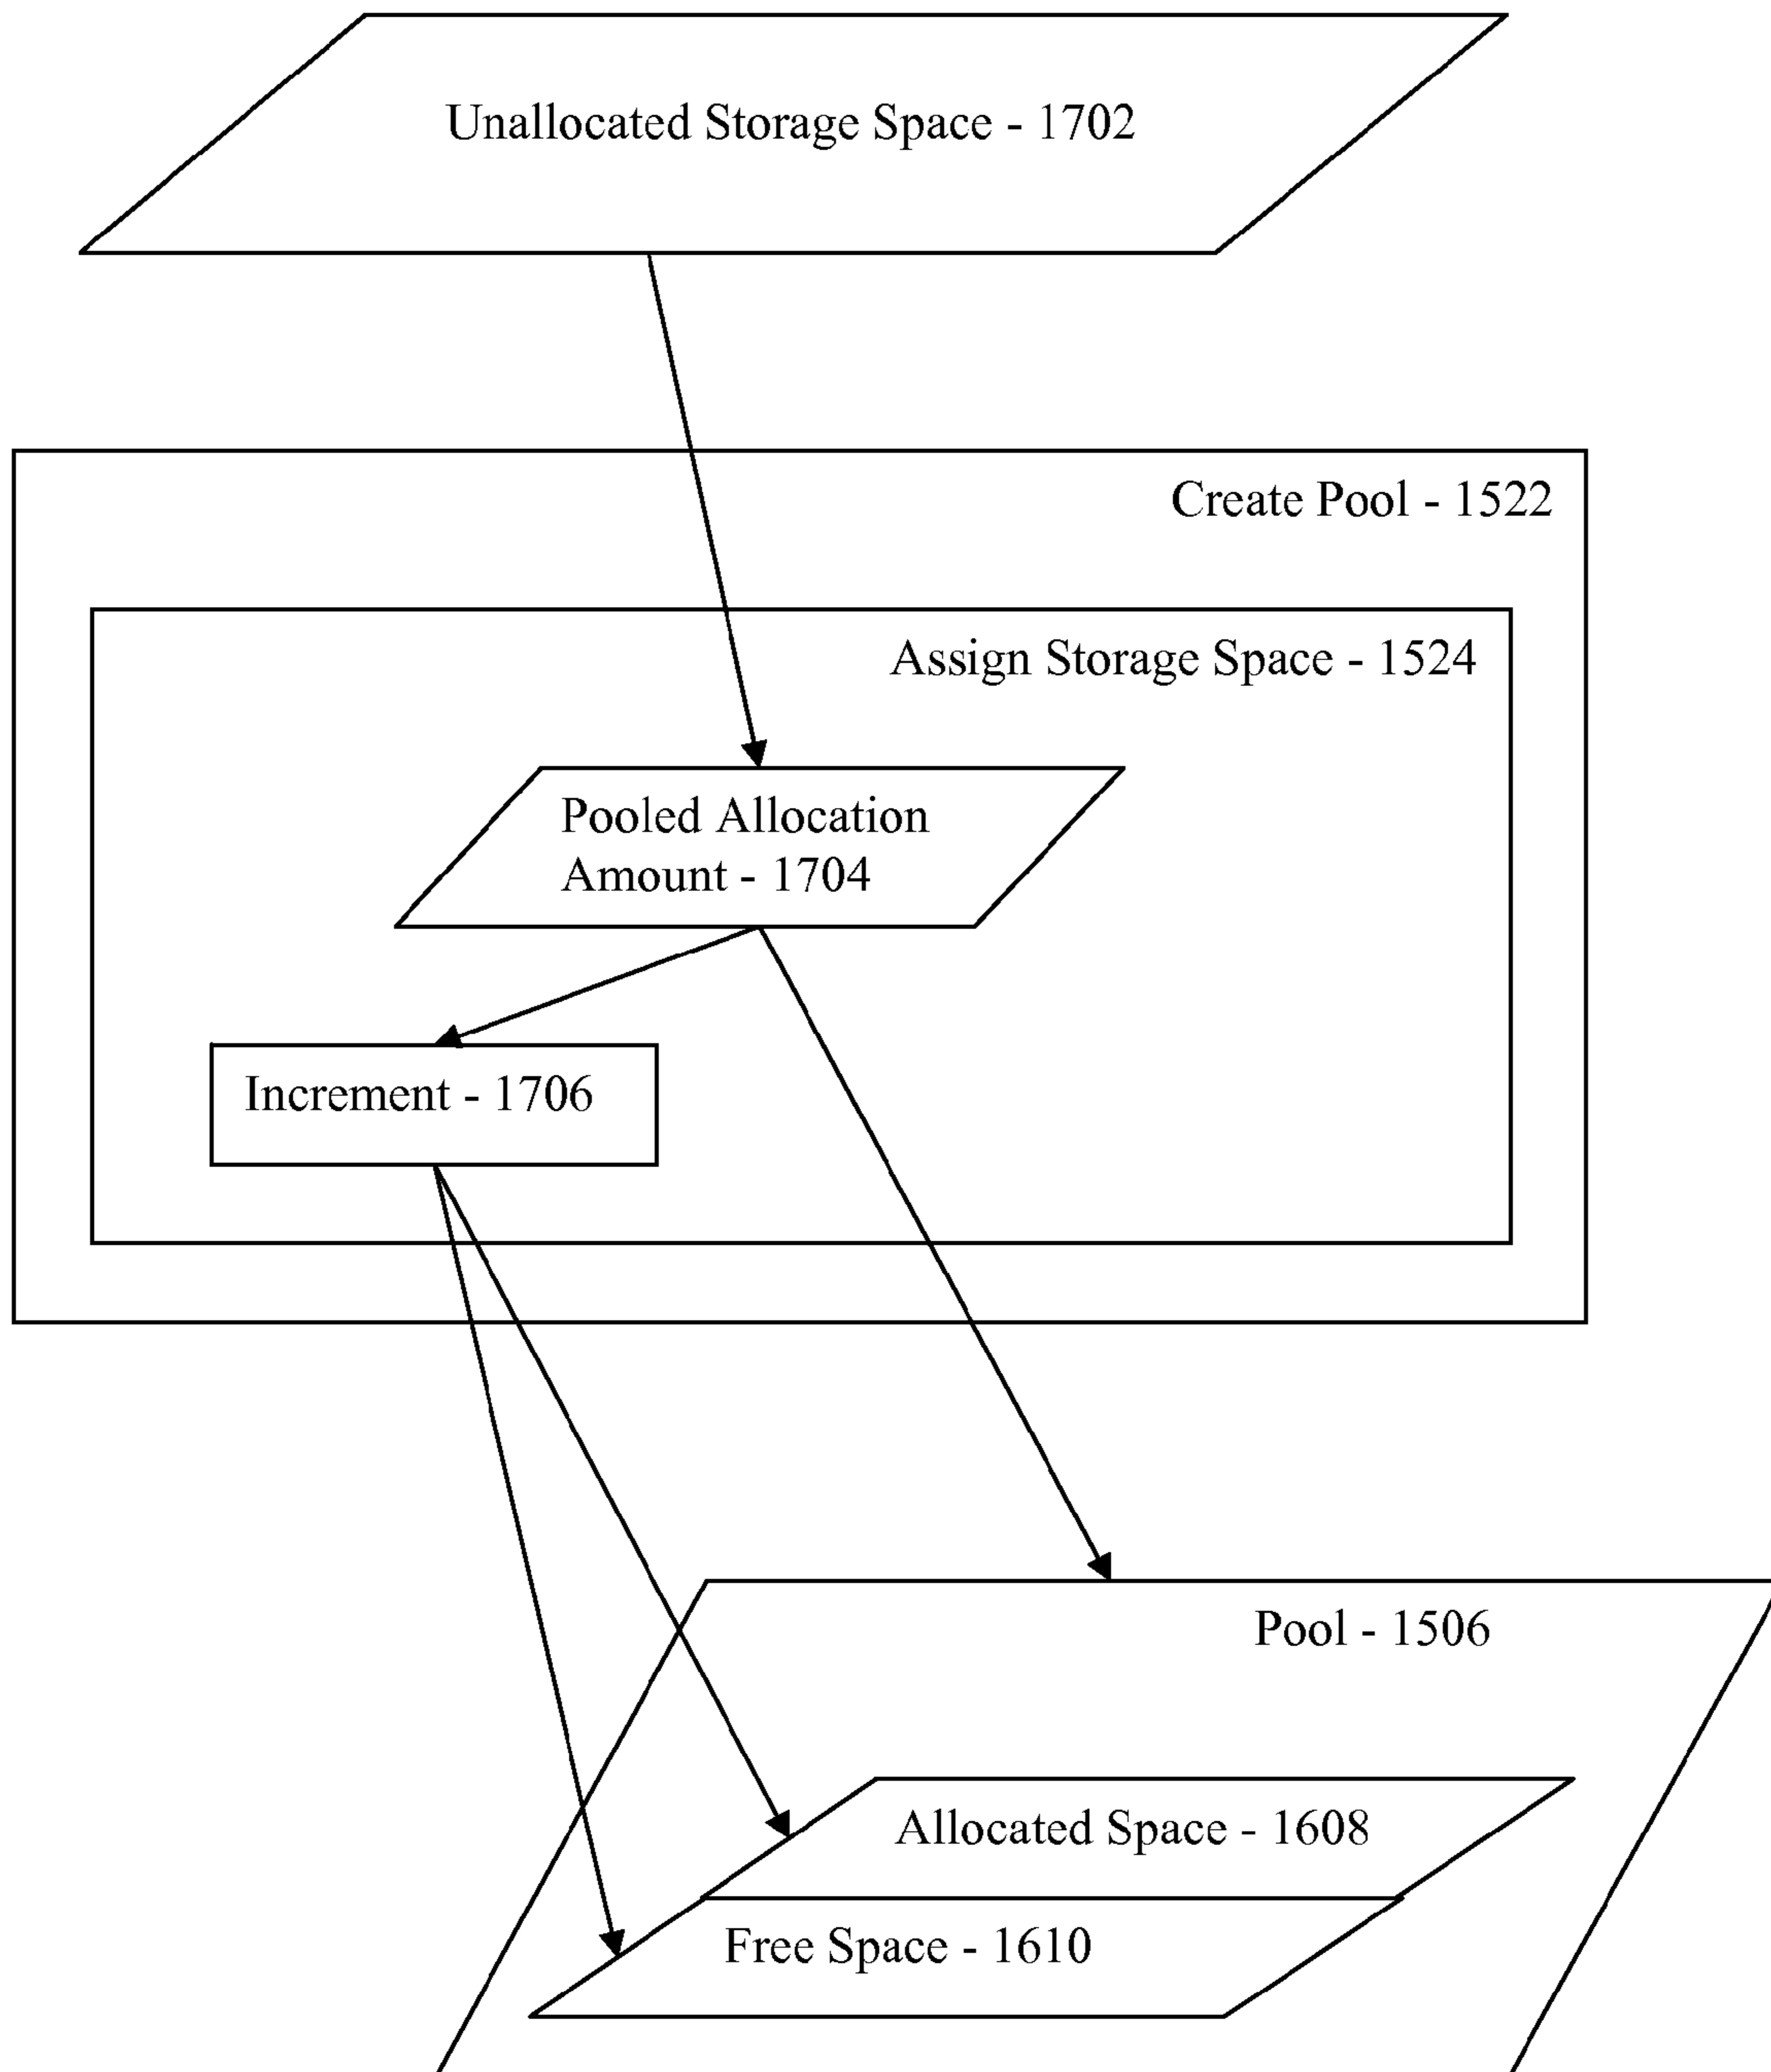 Unallocated Storage Space - 1702
Create Pool - 1522
Assign Storage Space - 1524
Pooled Allocation
Amount - 1704
Increment - 1706
Pool - 1506
Allocated Space - 1608
Free Space - 1610